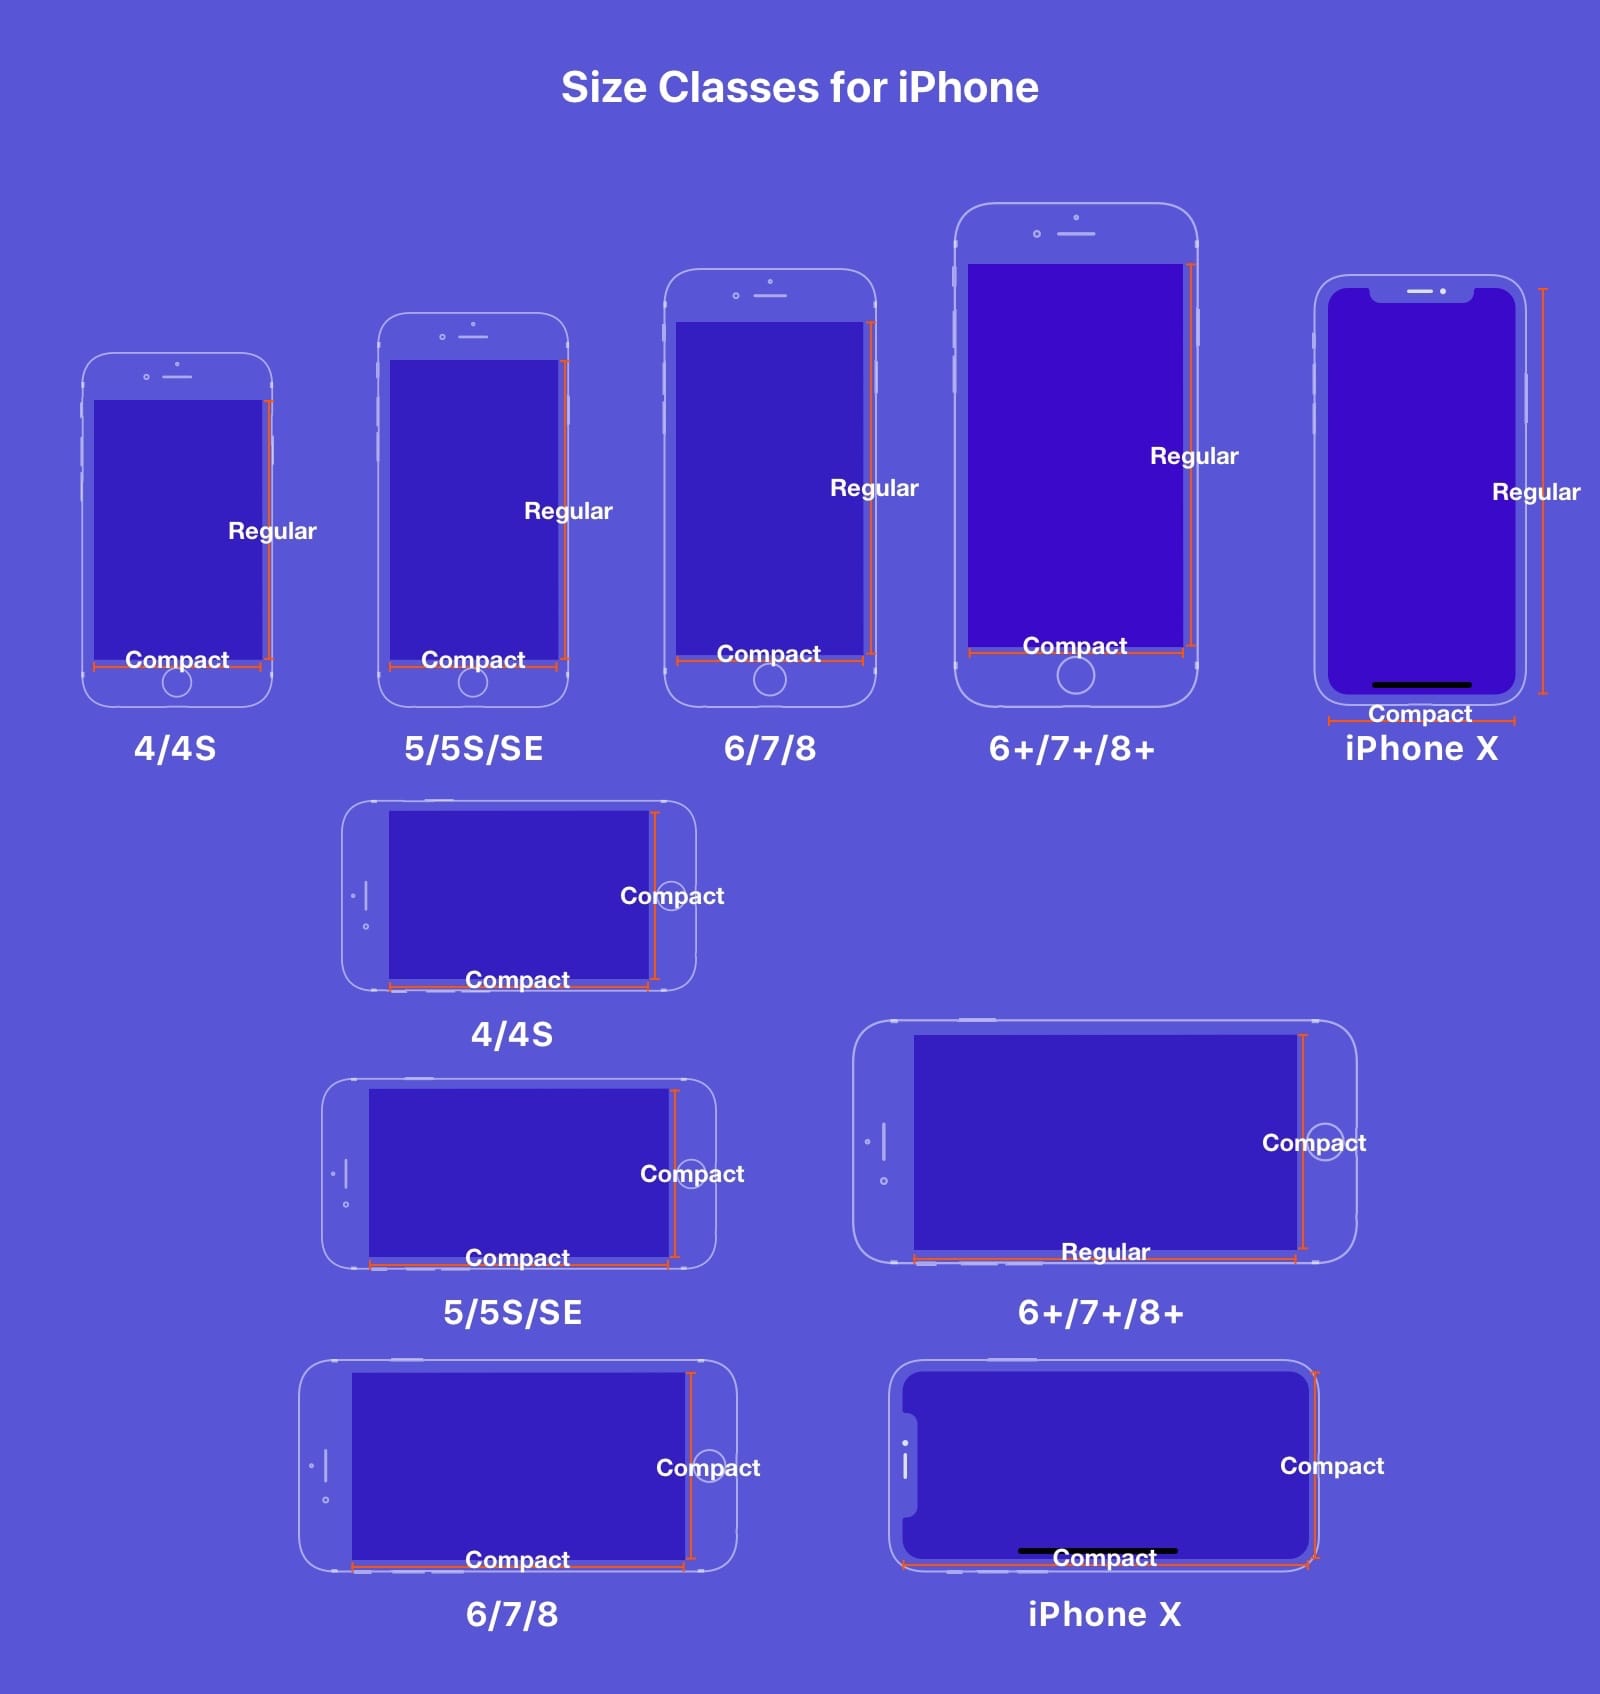 Size Classes for iPhone
Regular
Compact
4/4S
Regular
Compact
5/5S/SE
Regular
Compact
6/7/8
Regular
Compact
6+/7+/8+
Regular
Compact
iPhone X
Compact
Compact
4/4S
Compact
Compact
5/5S/SE
Compact
Regular
6+/7+/8+
Compact
Compact
6/7/8
Compact
Compact
iPhone X